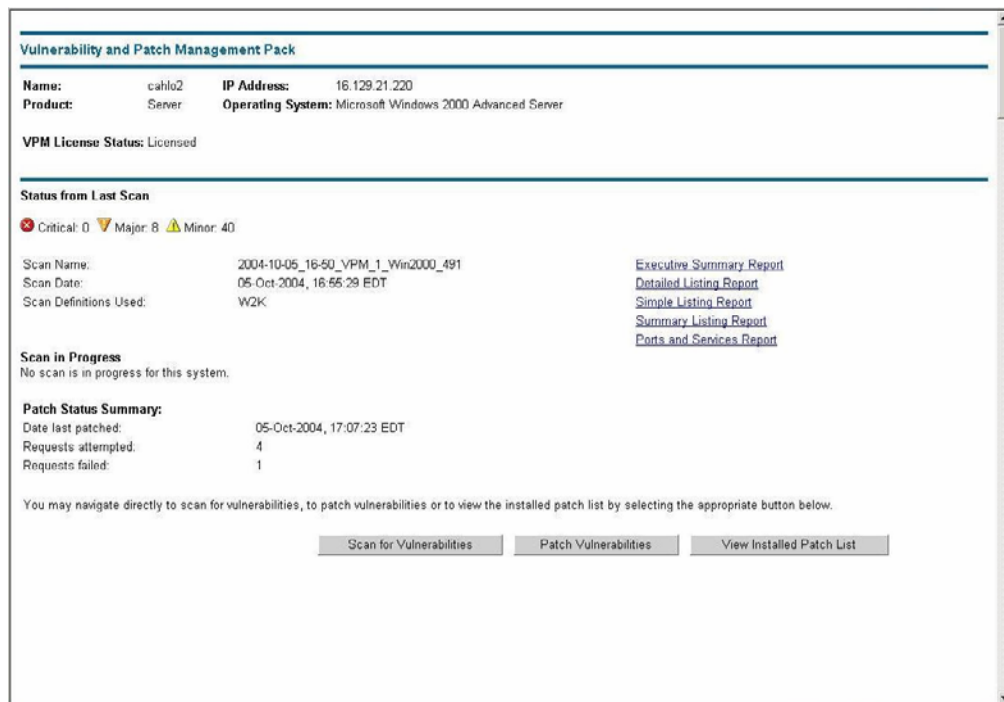 Vulnerability and Patch Management Pack
Name: cahlo2 IP Address: 16.129.21.220
Product: Server Operating System: Microsoft Windows 2000 Advanced Server
VPM License Status: Licensed
Status from Last Scan
Critical: 0 Major: 8 Minor: 40
Scan Name: 2004-10-05_16-50_VPM_1_Win2000_491 Executive Summary Report
Scan Date: 05-Oct-2004, 16:55:29 EDT Detailed Listing Report
Scan Definitions Used: W2K Simple Listing Report
Summary Listing Report
Ports and Services Report
Scan in Progress
No scan is in progress for this system.
Patch Status Summary:
Date last patched: 05-Oct-2004, 17:07:23 EDT
Requests attempted: 4
Requests failed: 1
You may navigate directly to scan for vulnerabilities, to patch vulnerabilities or to view the installed patch list by selecting the appropriate button below.
Scan for Vulnerabilities Patch Vulnerabilities View Installed Patch List